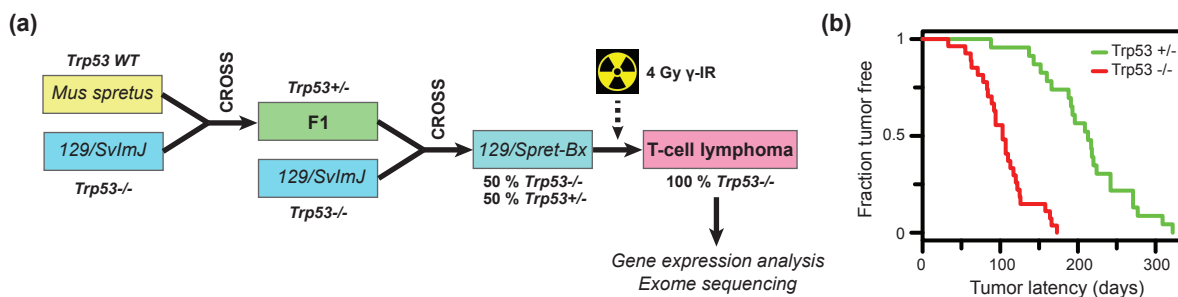 (a)
Trp53 WT
Mus spretus
129/SvImJ
Trp53-/-
CROSS
Trp53+/-
F1
129/SvImJ
Trp53-/-
CROSS
129/Spret-Bx
50 % Trp53-/-
50 % Trp53+/-
4 Gy γ-IR
T-cell lymphoma
100 % Trp53-/-
Gene expression analysis
Exome sequencing
(b)
Trp53 +/-
Trp53 -/-
Fraction tumor free
1
0.5
0
0 100 200 300
Tumor latency (days)